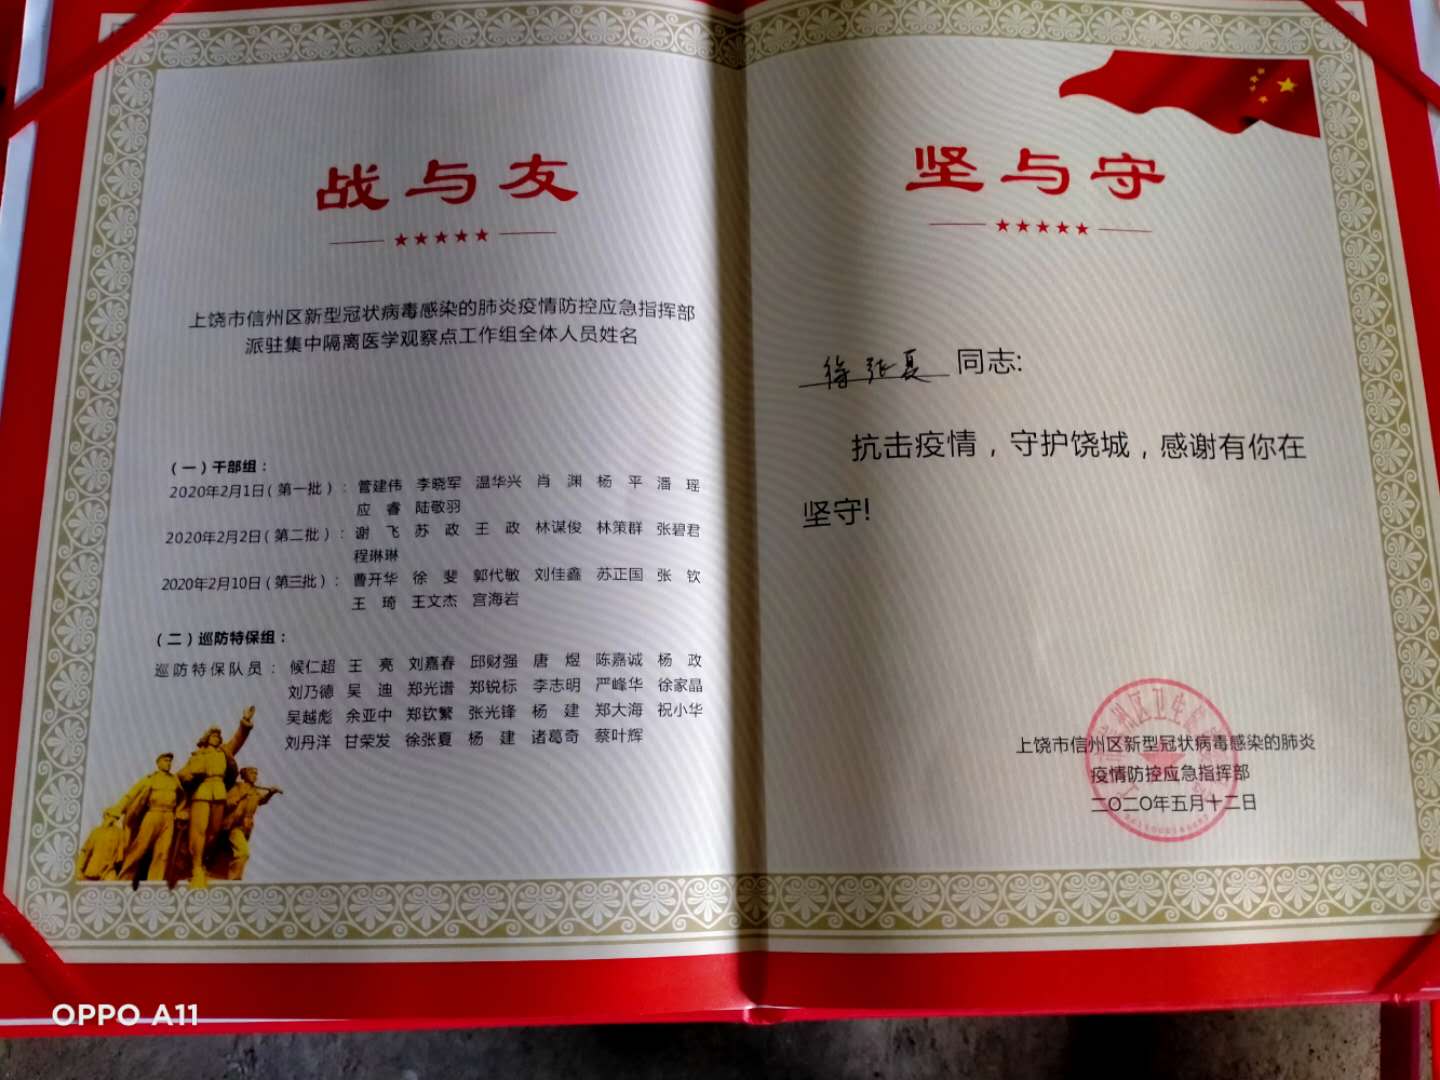 战与友
★★★★★
上饶市信州区新型冠状病毒感染的肺炎疫情防控应急指挥部
派驻集中隔离医学观察点工作组全体人员姓名
（一）干部组：
2020年2月1日（第一批）： 管建伟 李晓军 温华兴 肖 渊 杨 平 潘 瑶
应 睿 陆敬羽
2020年2月2日（第二批）： 谢 飞 苏 政 王 政 林谋俊 林策群 张碧君
程琳琳
2020年2月10日（第三批）： 曹开华 徐 斐 郭代敏 刘佳鑫 苏正国 张 钦
王 琦 王文杰 宫海岩
（二）巡防特保组：
巡防特保队员： 候仁超 王 亮 刘嘉春 邱财强 唐 煜 陈嘉诚 杨 政
刘乃德 吴 迪 郑光谱 郑锐标 李志明 严峰华 徐家晶
吴越彪 余亚中 郑钦繁 张光锋 杨 建 郑大海 祝小华
刘丹洋 甘荣发 徐张夏 杨 建 诸葛奇 蔡叶辉
坚与守
★★★★★
徐张夏 同志:
抗击疫情，守护饶城，感谢有你在
坚守!
上饶市信州区新型冠状病毒感染的肺炎
疫情防控应急指挥部
二〇二〇年五月十二日
OPPO A11